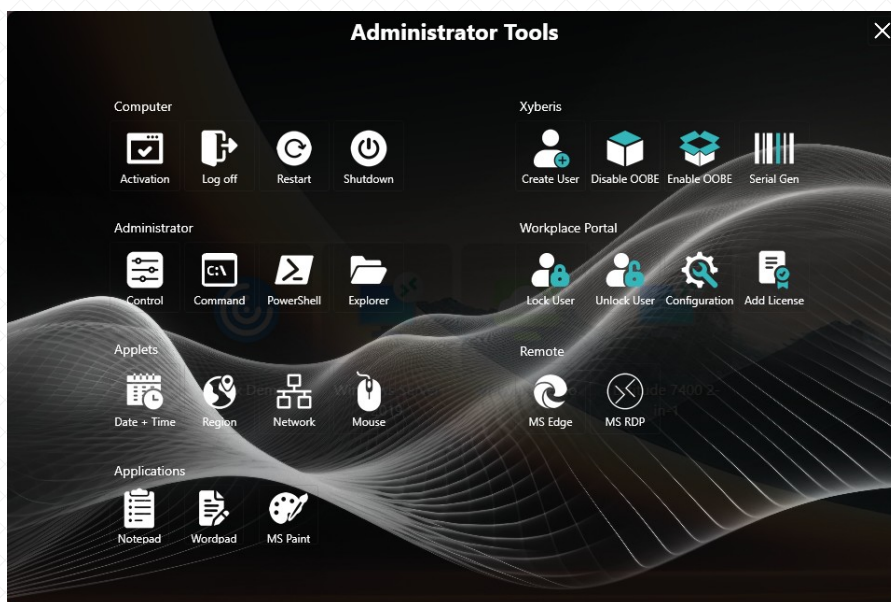 Administrator Tools
Computer
Activation
Log off
Restart
Shutdown
Xyberis
Create User
Disable OOBE
Enable OOBE
Serial Gen
Administrator
C:\
Control
Command
PowerShell
Explorer
Workplace Portal
Lock User
Unlock User
Configuration
Add License
Applets
Date + Time
Region
Network
Mouse
Remote
MS Edge
MS RDP
Applications
Notepad
Wordpad
MS Paint